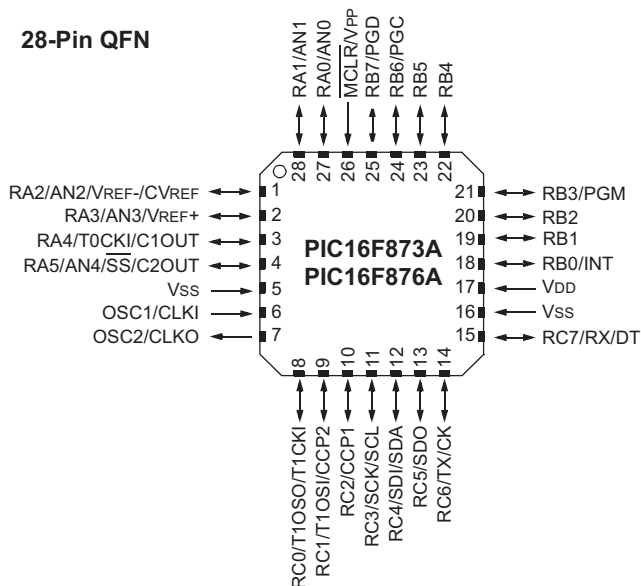 28-Pin QFN
RA1/AN1
RA0/AN0
MCLR/VPP
RB7/PGD
RB6/PGC
RB5
RB4
28
27
26
25
24
23
22
RA2/AN2/VREF-/CVREF
RA3/AN3/VREF+
RA4/T0CKI/C1OUT
RA5/AN4/SS/C2OUT
VSS
OSC1/CLKI
OSC2/CLKO
1
2
3
4
5
6
7
PIC16F873A
PIC16F876A
21
20
19
18
17
16
15
RB3/PGM
RB2
RB1
RB0/INT
VDD
VSS
RC7/RX/DT
8
9
10
11
12
13
14
RC0/T1OSO/T1CKI
RC1/T1OSI/CCP2
RC2/CCP1
RC3/SCK/SCL
RC4/SDI/SDA
RC5/SDO
RC6/TX/CK